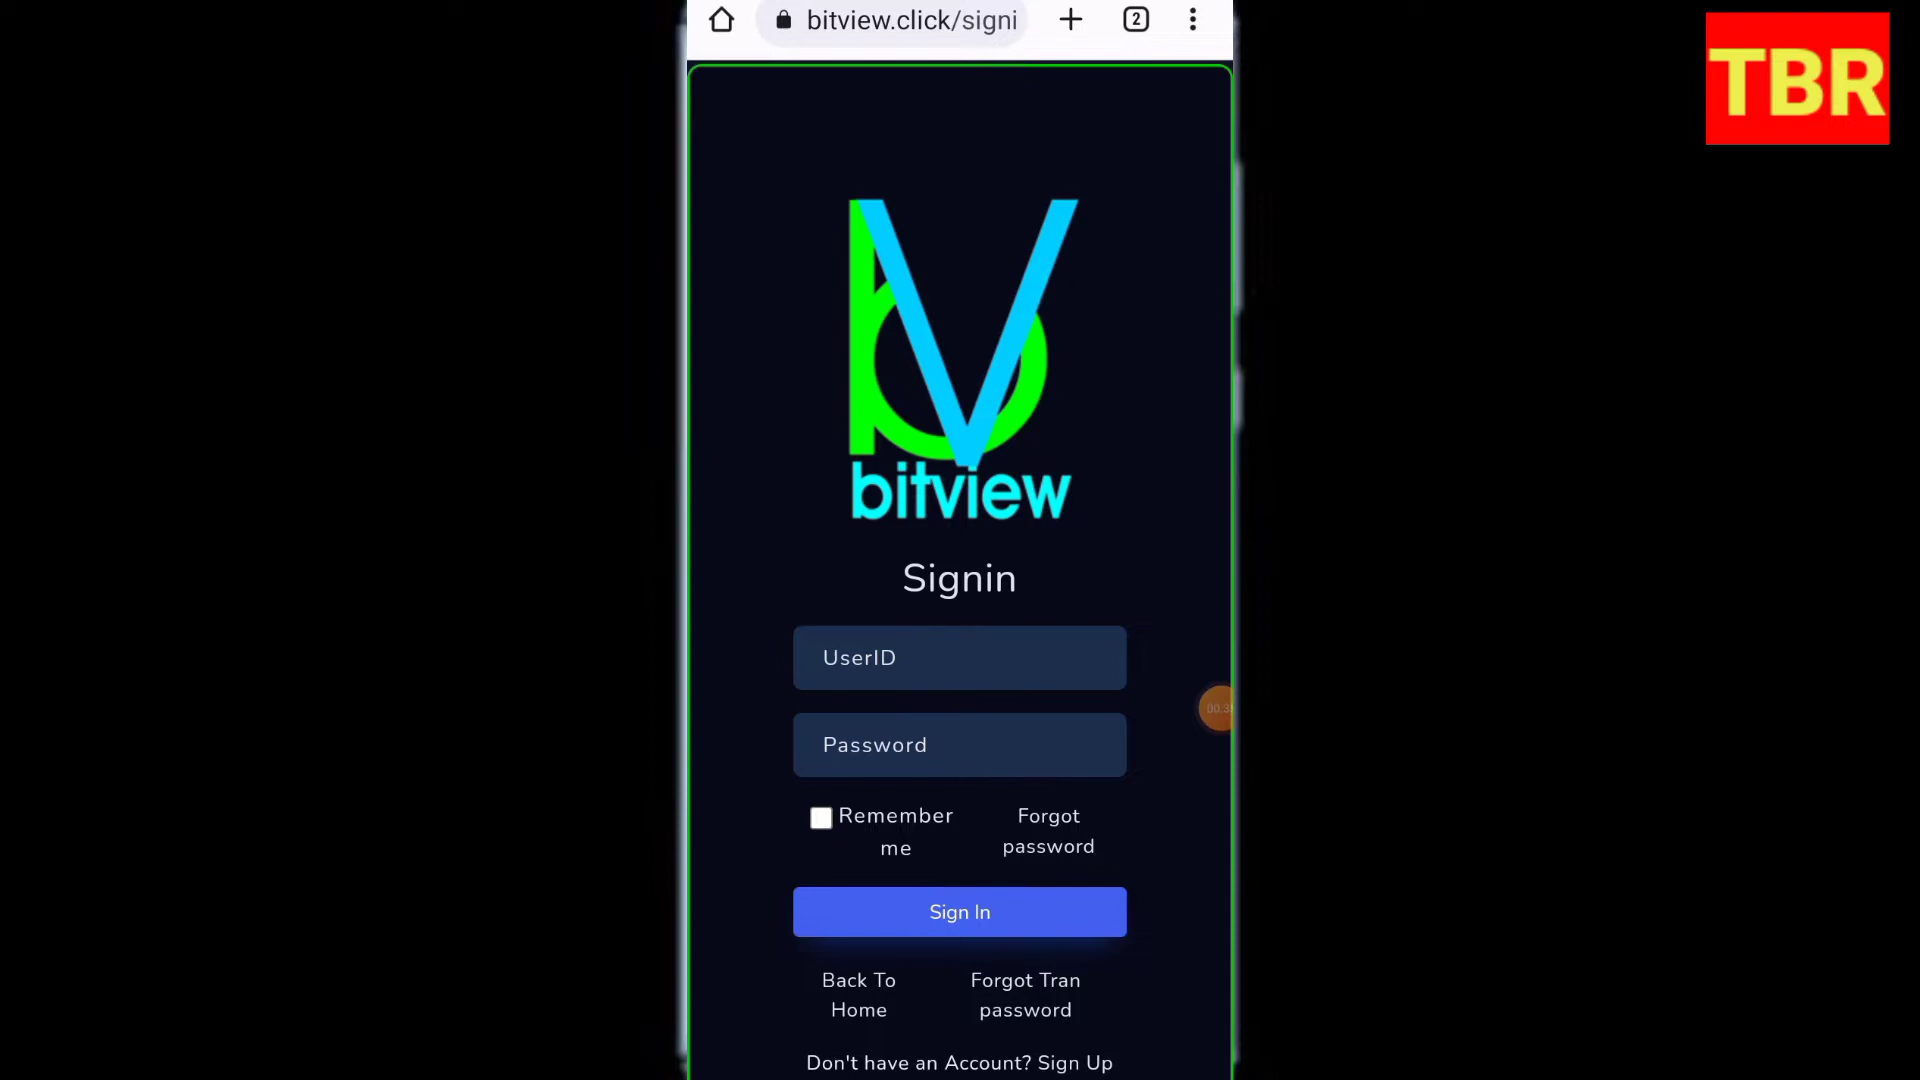 bitview.click/signi
2
TBR
bitview
Signin
UserID
Password
Remember
me
Forgot
password
Sign In
Back To
Home
Forgot Tran
password
Don't have an Account? Sign Up